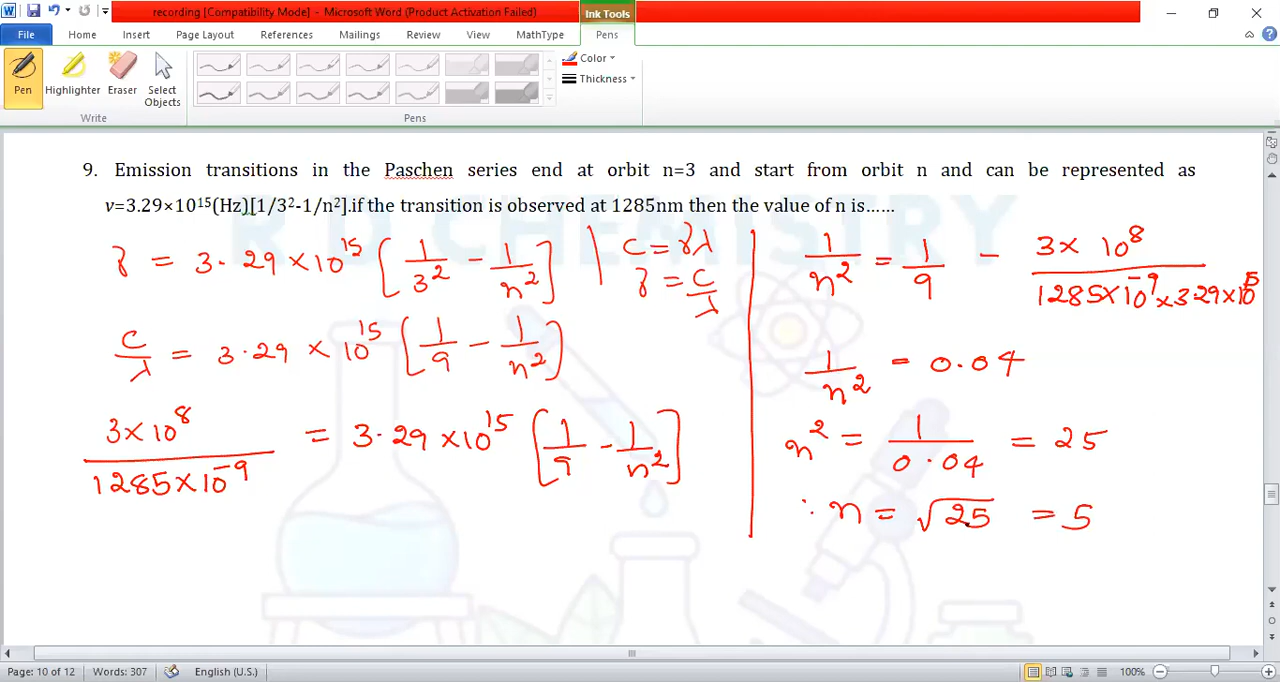 recording [Compatibility Mode] - Microsoft Word (Product Activation Failed)
Ink Tools
File Home Insert Page Layout References Mailings Review View MathType Pens
Pen Highlighter Eraser Select Objects
Color
Thickness
Write Pens
9. Emission transitions in the Paschen series end at orbit n=3 and start from orbit n and can be represented as
v=3.29×10¹⁵(Hz)[1/3²-1/n²].if the transition is observed at 1285nm then the value of n is……
R D CHEMISTRY
γ = 3.29 × 10¹⁵ [1/3² - 1/n²]
c/λ = 3.29 × 10¹⁵ [1/9 - 1/n²]
3× 10⁸ / 1285×10⁻⁹ = 3.29 ×10¹⁵ [1/9 - 1/n²]
c = γλ
γ = c/λ
1/n² = 1/9 - 3× 10⁸ / 1285×10⁻⁹×3.29×10¹⁵
1/n² = 0.04
n² = 1/0.04 = 25
∴ n = √25 = 5
Page: 10 of 12 Words: 307 English (U.S.) 100%